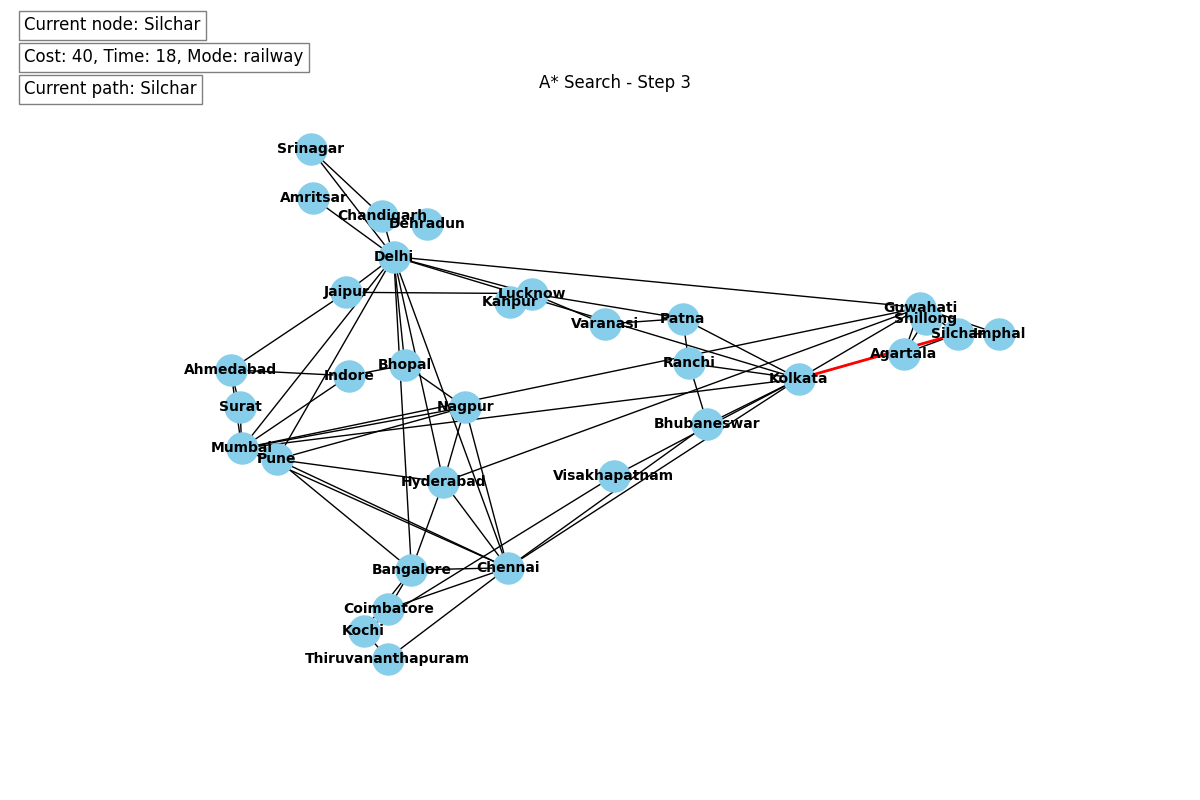 Current node: Silchar
Cost: 40, Time: 18, Mode: railway
Current path: Silchar
A* Search - Step 3
Srinagar
Amritsar
Chandigarh
Dehradun
Delhi
Jaipur
Lucknow
Kanpur
Guwahati
Shillong
Patna
Varanasi
Silchar
Imphal
Agartala
Ahmedabad
Bhopal
Indore
Ranchi
Kolkata
Surat
Nagpur
Bhubaneswar
Mumbai
Pune
Visakhapatnam
Hyderabad
Bangalore
Chennai
Coimbatore
Kochi
Thiruvananthapuram